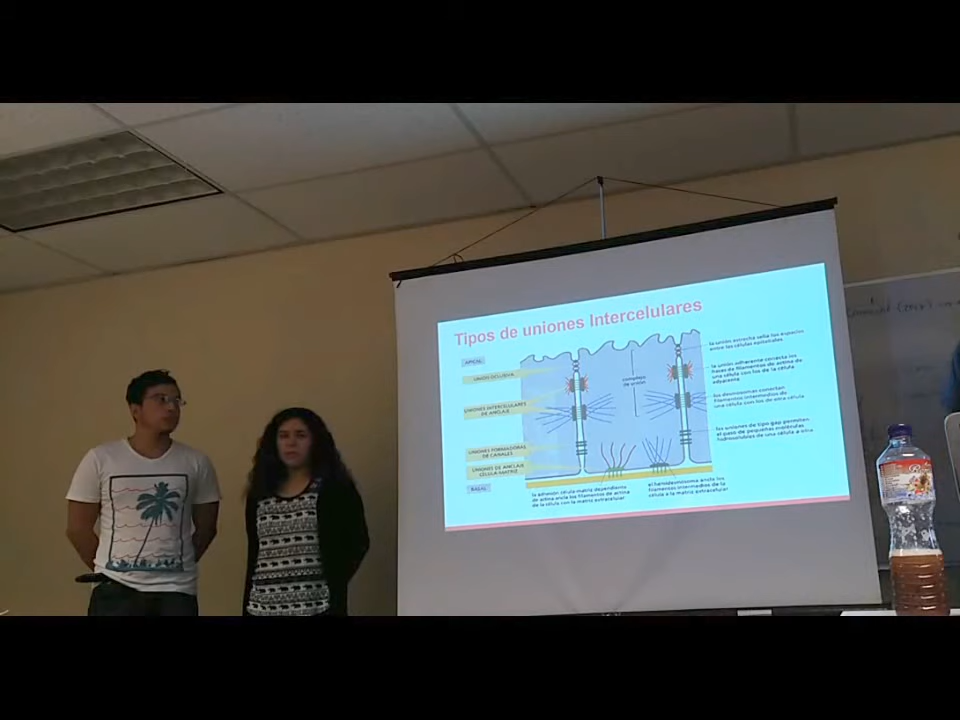 Tipos de uniones Intercelulares
APICAL
UNIÓN OCLUSIVA
UNIONES INTERCELULARES
DE ANCLAJE
UNIONES FORMADORAS
DE CANALES
UNIONES DE ANCLAJE
CÉLULA-MATRIZ
BASAL
complejo
de unión
la unión estrecha sella los espacios
entre las células epiteliales
la unión adherente conecta los
haces de filamentos de actina de
una célula con los de la célula
adyacente
los desmosomas conectan
filamentos intermedios de
una célula con los de otra célula
las uniones de tipo gap permiten
el paso de pequeñas moléculas
hidrosolubles de una célula a otra
la adhesión célula matriz dependiente
de actina ancla los filamentos de actina
de la célula con la matriz extracelular
el hemidesmosoma ancla los
filamentos intermedios de la
célula a la matriz extracelular